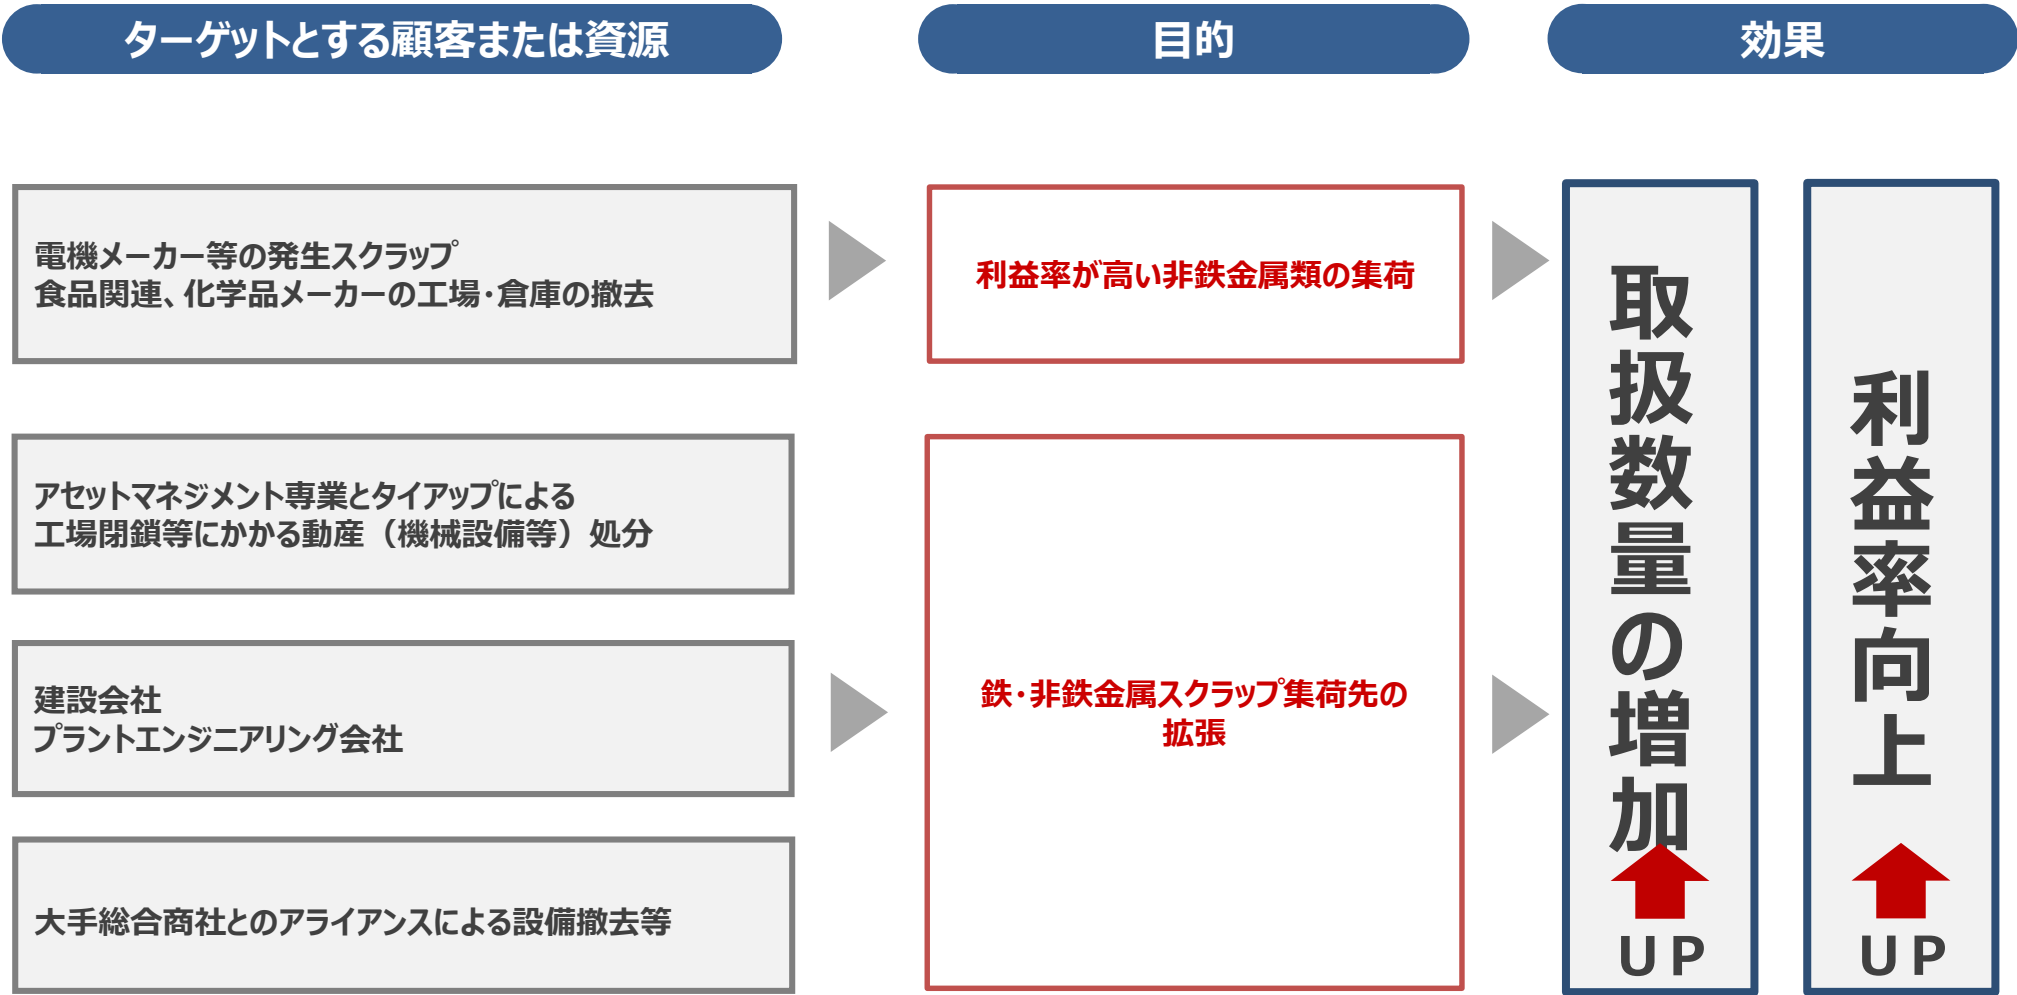 ターゲットとする顧客または資源
目的
効果
電機メーカー等の発生スクラップ
食品関連、化学品メーカーの工場・倉庫の撤去
利益率が高い非鉄金属類の集荷
アセットマネジメント専業とタイアップによる
工場閉鎖等にかかる動産（機械設備等）処分
建設会社
プラントエンジニアリング会社
大手総合商社とのアライアンスによる設備撤去等
鉄・非鉄金属スクラップ集荷先の
拡張
取扱数量の増加
UP
利益率向上
UP